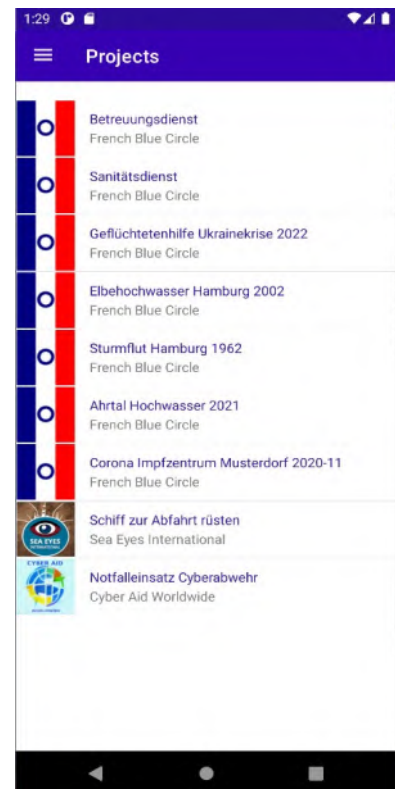 1:29
Projects
Betreuungsdienst
French Blue Circle
Sanitätsdienst
French Blue Circle
Geflüchtetenhilfe Ukrainekrise 2022
French Blue Circle
Elbehochwasser Hamburg 2002
French Blue Circle
Sturmflut Hamburg 1962
French Blue Circle
Ahrtal Hochwasser 2021
French Blue Circle
Corona Impfzentrum Musterdorf 2020-11
French Blue Circle
SEA EYES
INTERNATIONAL
Schiff zur Abfahrt rüsten
Sea Eyes International
CYBER AID
Notfalleinsatz Cyberabwehr
Cyber Aid Worldwide